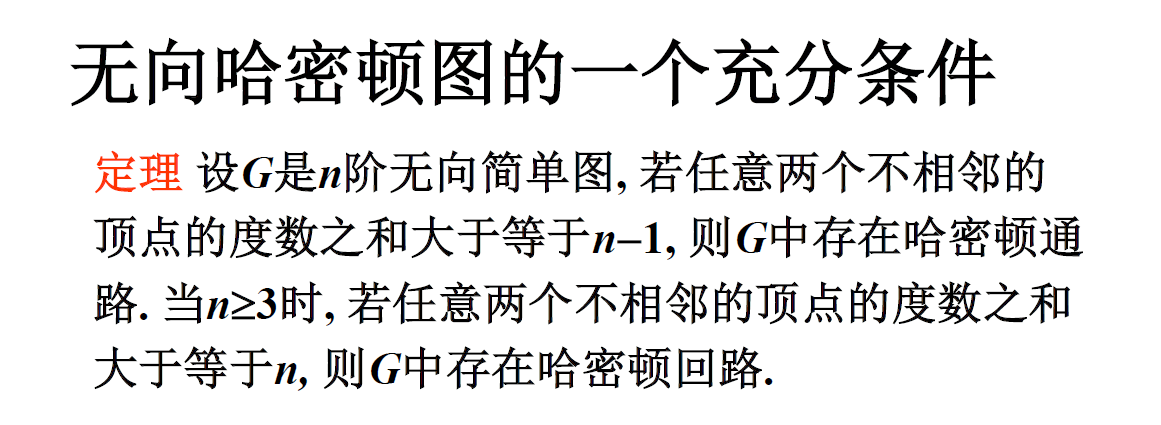 无向哈密顿图的一个充分条件
定理 设G是n阶无向简单图, 若任意两个不相邻的
顶点的度数之和大于等于n–1, 则G中存在哈密顿通
路. 当n≥3时, 若任意两个不相邻的顶点的度数之和
大于等于n, 则G中存在哈密顿回路.